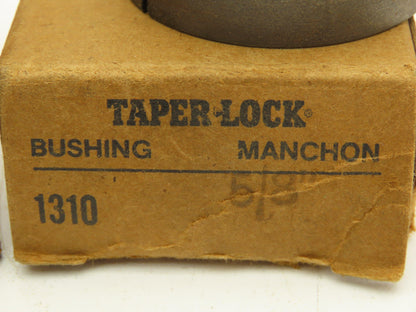 TAPER-LOCK®
BUSHING MANCHON
5/8"
1310